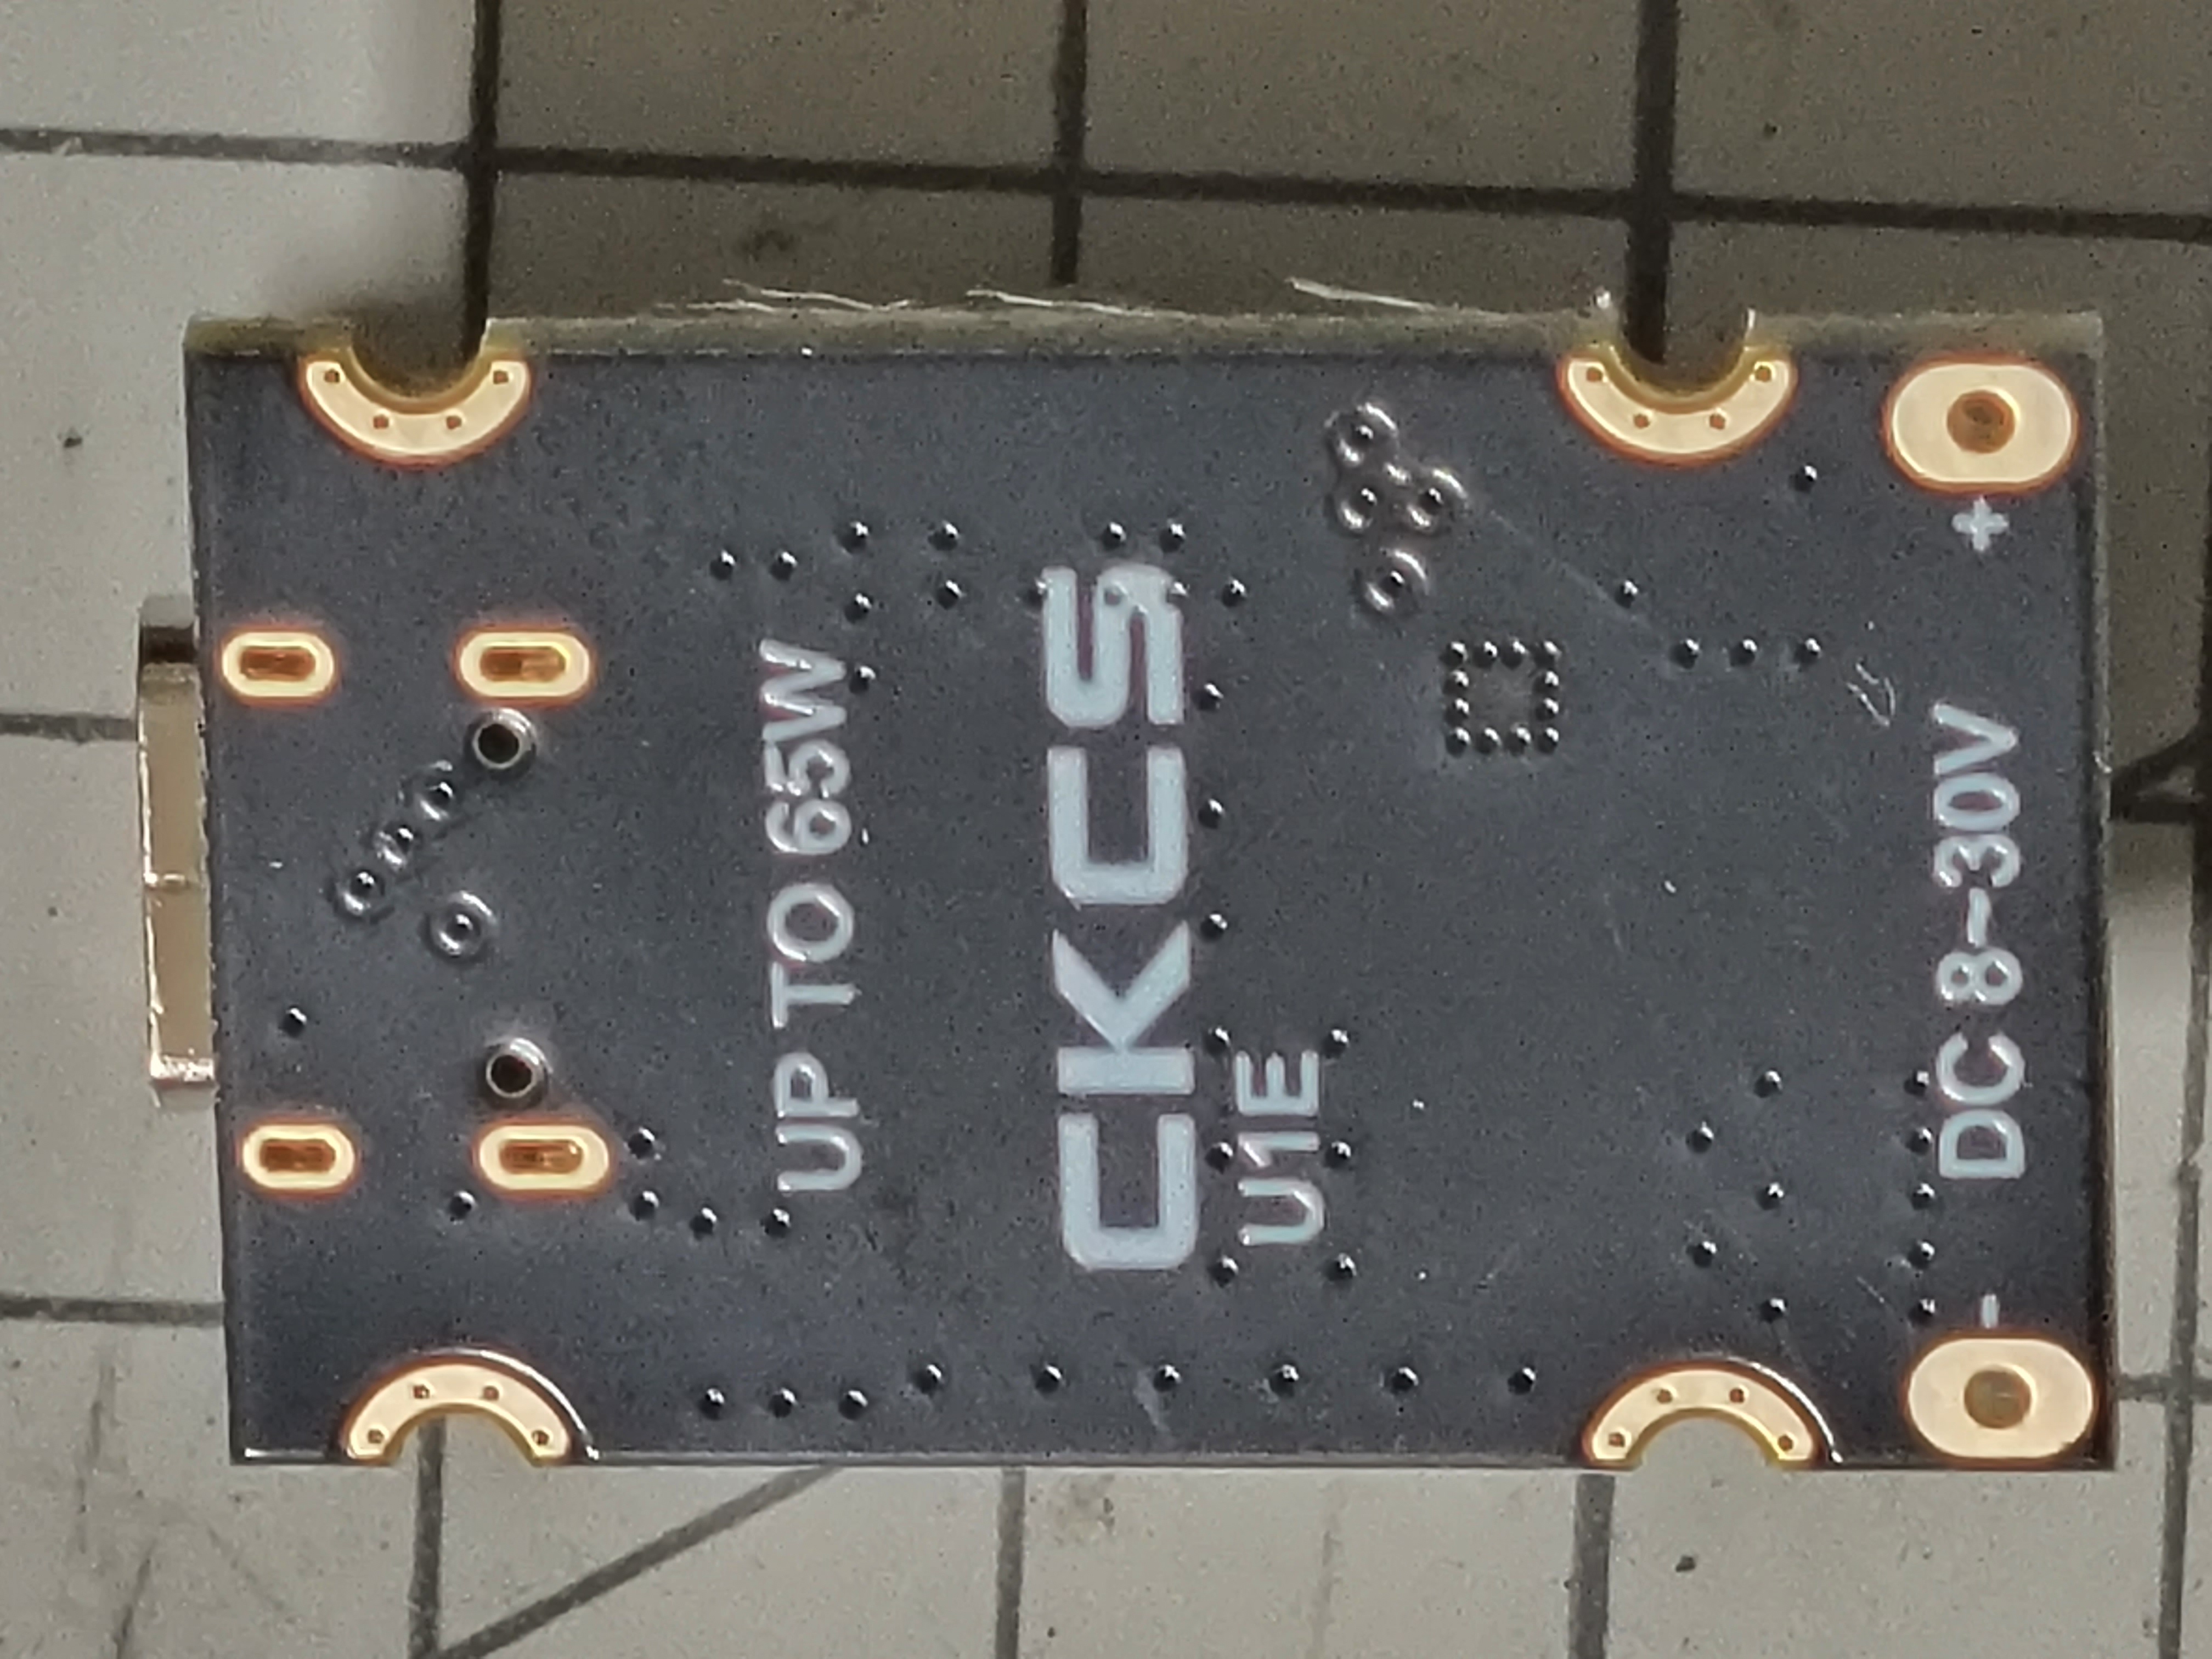 UP TO 65W
CKCS
U1E
+
DC 8-30V
-